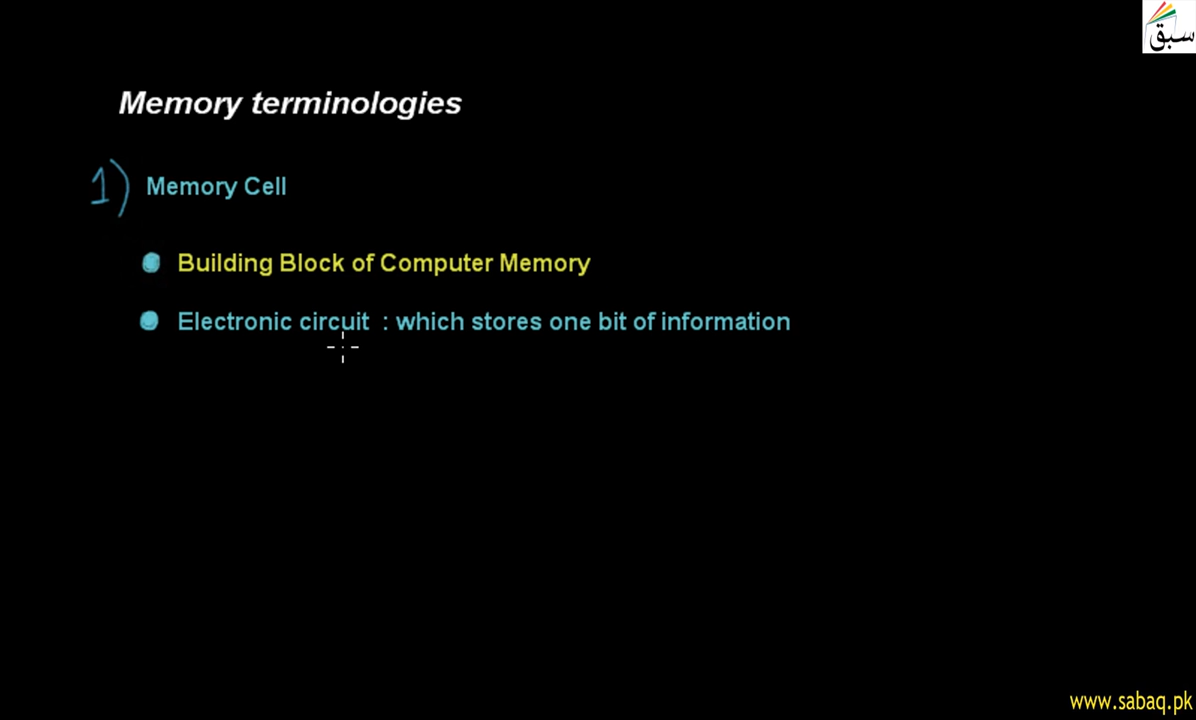 سبق
Memory terminologies
1) Memory Cell
Building Block of Computer Memory
Electronic circuit : which stores one bit of information
www.sabaq.pk